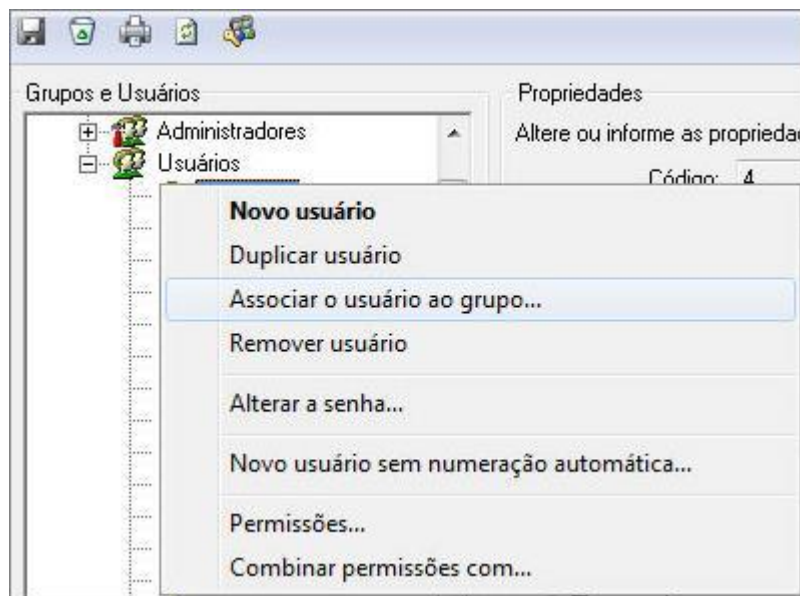 Grupos e Usuários
Propriedades
Administradores
Altere ou informe as
Usuários
Código: 4
Novo usuário
Duplicar usuário
Associar o usuário ao grupo...
Remover usuário
Alterar a senha...
Novo usuário sem numeração automática...
Permissões...
Combinar permissões com...